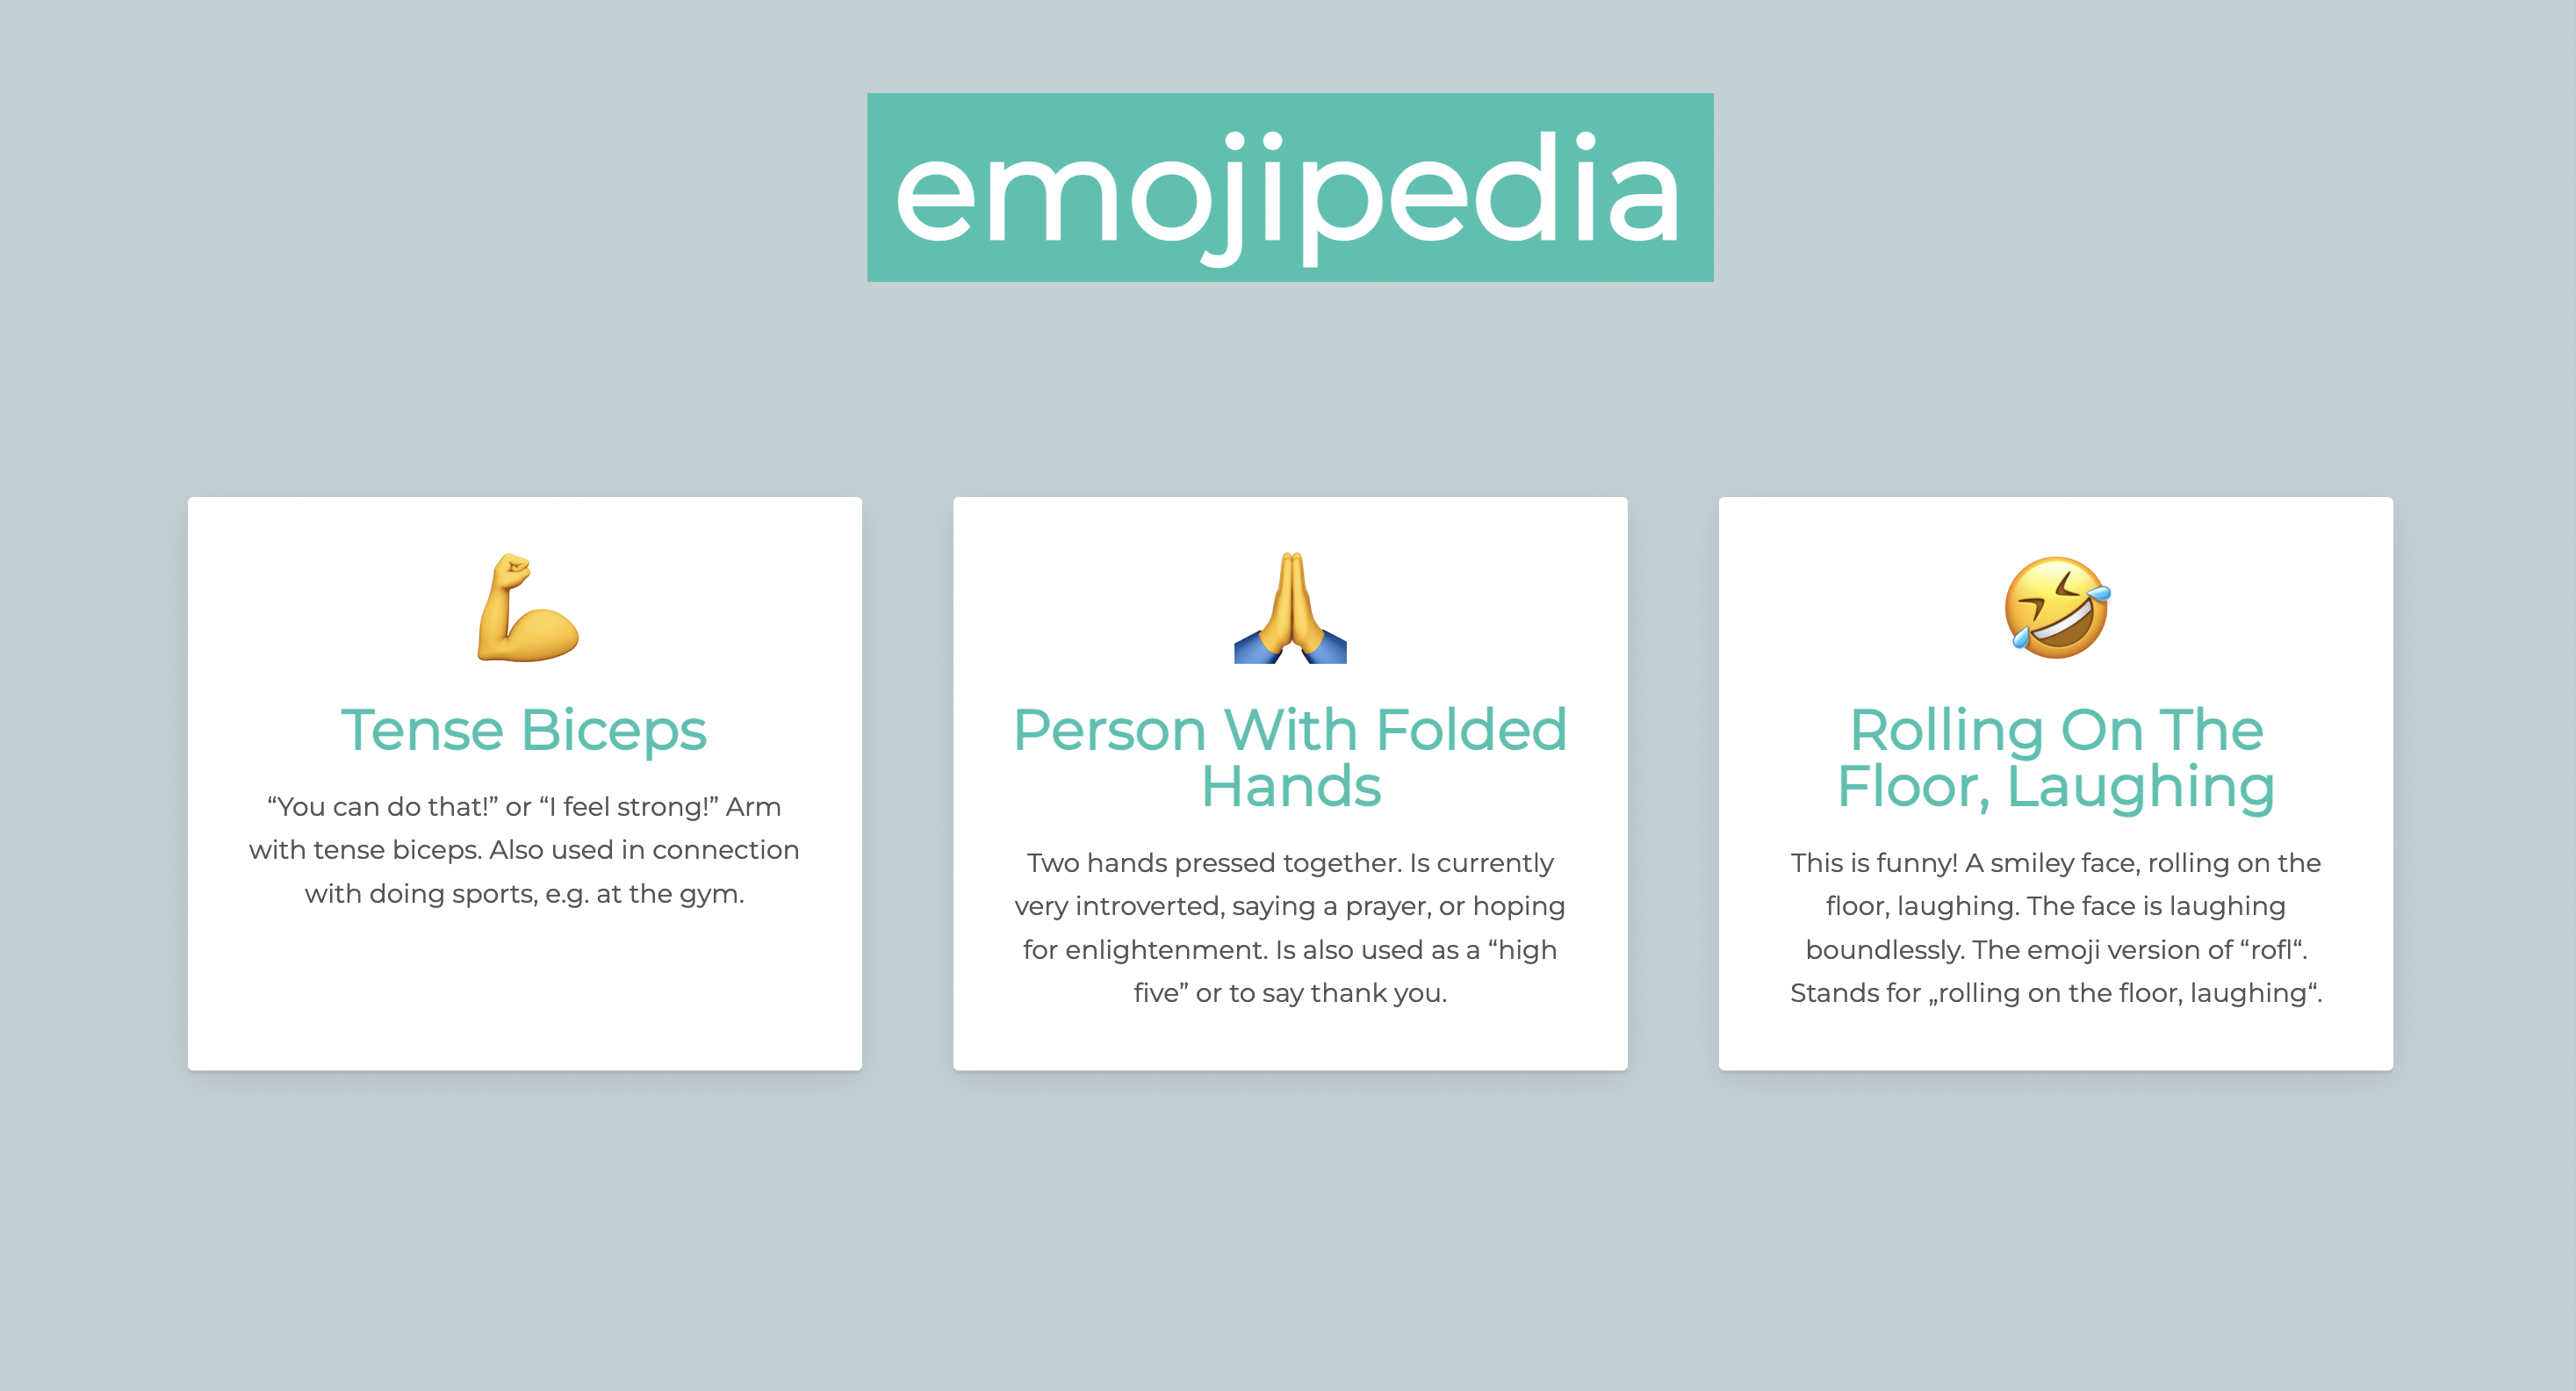 emojipedia
Tense Biceps
“You can do that!” or “I feel strong!” Arm
with tense biceps. Also used in connection
with doing sports, e.g. at the gym.
Person With Folded
Hands
Two hands pressed together. Is currently
very introverted, saying a prayer, or hoping
for enlightenment. Is also used as a “high
five” or to say thank you.
Rolling On The
Floor, Laughing
This is funny! A smiley face, rolling on the
floor, laughing. The face is laughing
boundlessly. The emoji version of “rofl“.
Stands for „rolling on the floor, laughing“.